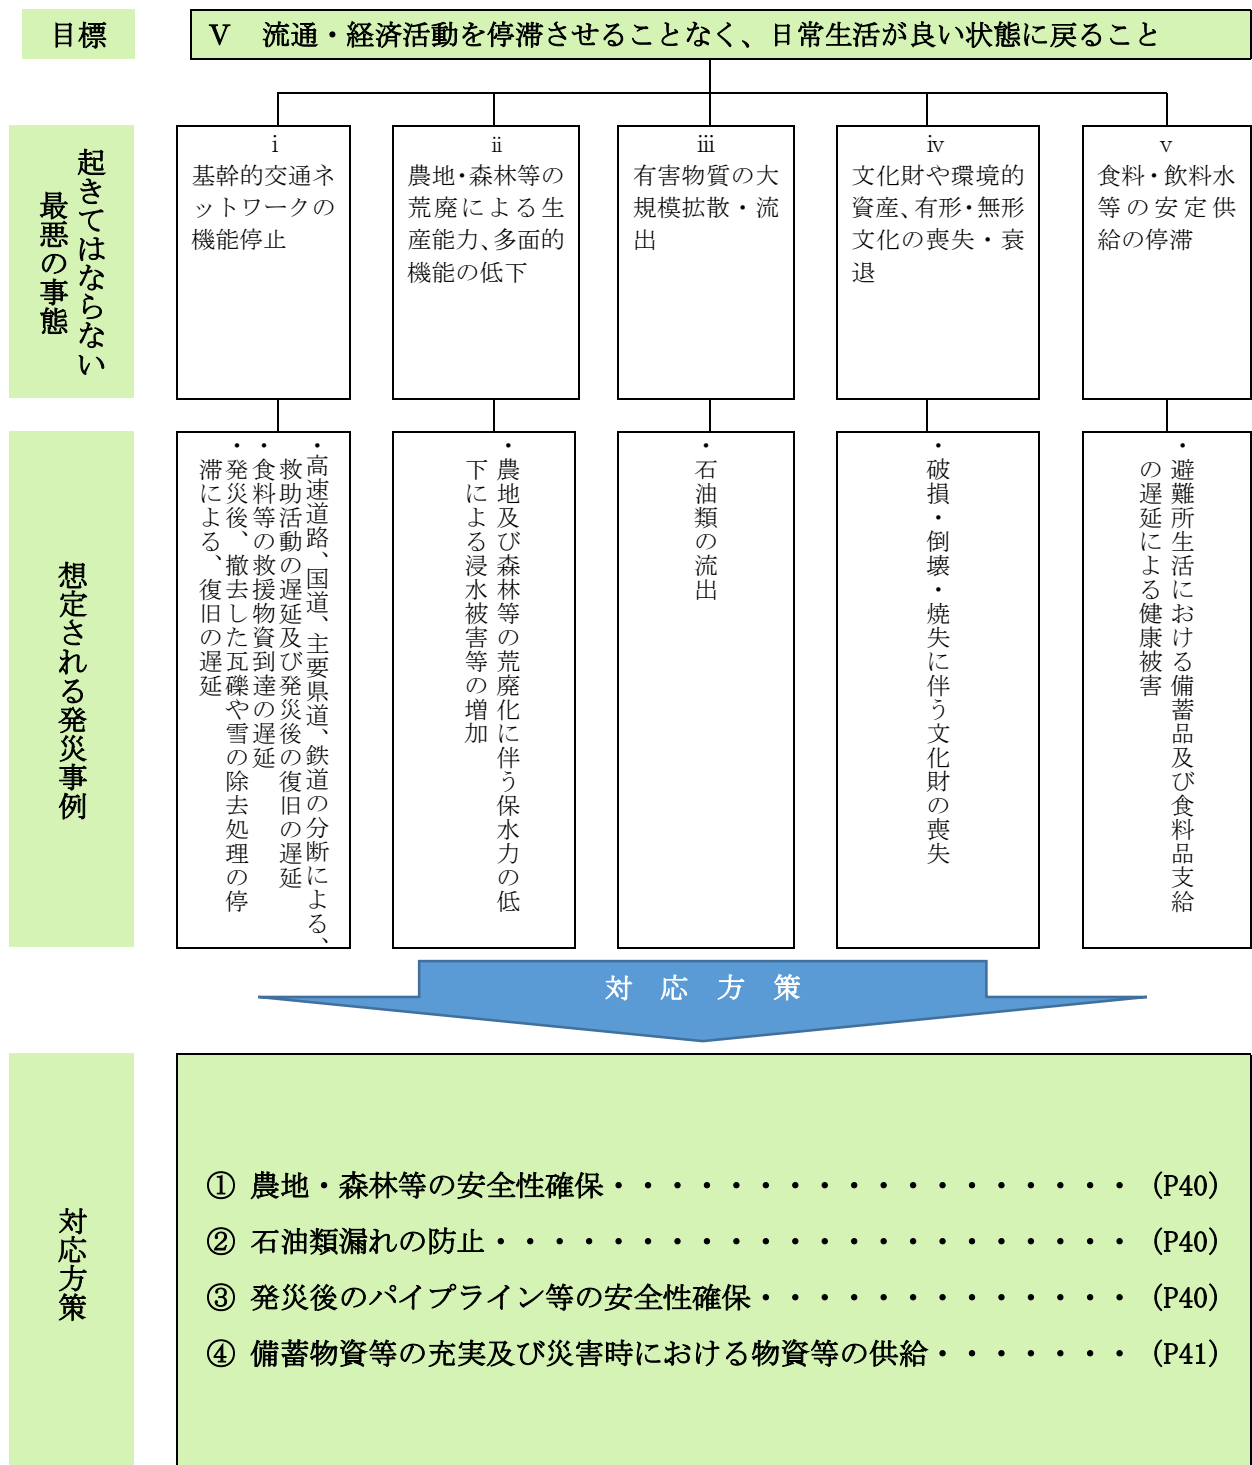 目標
Ⅴ　流通・経済活動を停滞させることなく、日常生活が良い状態に戻ること
起きてはならない
最悪の事態
ⅰ
基幹的交通ネ
ットワークの
機能停止
ⅱ
農地・森林等の
荒廃による生
産能力、多面的
機能の低下
ⅲ
有害物質の大
規模拡散・流
出
ⅳ
文化財や環境的
資産、有形・無形
文化の喪失・衰
退
ⅴ
食料・飲料水
等の安定供
給の停滞
想定される発災事例
・高速道路、国道、主要県道、鉄道の分断による、
救助活動の遅延及び発災後の復旧の遅延
・食料等の救援物資到達の遅延
・発災後、撤去した瓦礫や雪の除去処理の停
滞による、復旧の遅延
・農地及び森林等の荒廃化に伴う保水力の低
下による浸水被害等の増加
・石油類の流出
・破損・倒壊・焼失に伴う文化財の喪失
・避難所生活における備蓄品及び食料品支給
の遅延による健康被害
対　応　方　策
対応方策
① 農地・森林等の安全性確保・・・・・・・・・・・・・・・・・・ (P40)
② 石油類漏れの防止・・・・・・・・・・・・・・・・・・・・・・ (P40)
③ 発災後のパイプライン等の安全性確保・・・・・・・・・・・・・ (P40)
④ 備蓄物資等の充実及び災害時における物資等の供給・・・・・・・ (P41)